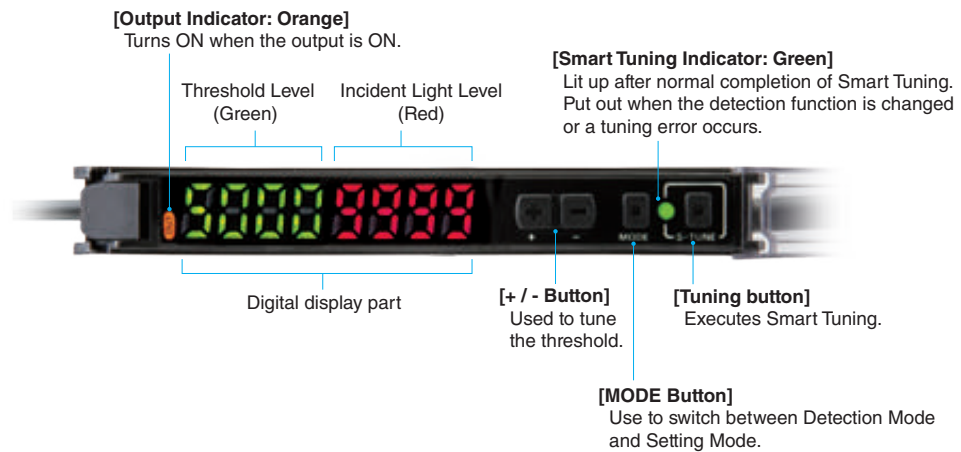 [Output Indicator: Orange]
Turns ON when the output is ON.
[Smart Tuning Indicator: Green]
Lit up after normal completion of Smart Tuning.
Put out when the detection function is changed
or a tuning error occurs.
Threshold Level
(Green)
Incident Light Level
(Red)
5000 9999
+ -
MODE
S-TUNE
Digital display part
[+ / - Button]
Used to tune
the threshold.
[Tuning button]
Executes Smart Tuning.
[MODE Button]
Use to switch between Detection Mode
and Setting Mode.